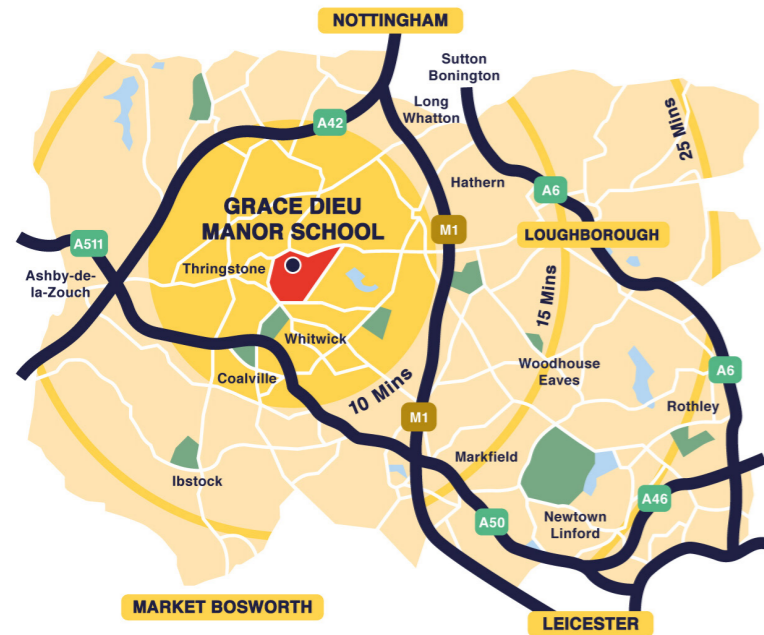 NOTTINGHAM
Sutton
Bonington
Long
Whatton
A42
25 Mins
Hathern
A6
GRACE DIEU
MANOR SCHOOL
M1
LOUGHBOROUGH
A511
Thringstone
Ashby-de-
la-Zouch
15 Mins
Whitwick
Woodhouse
Eaves
Coalville
10 Mins
A6
M1
Rothley
Markfield
Ibstock
A46
A50
Newtown
Linford
MARKET BOSWORTH
LEICESTER